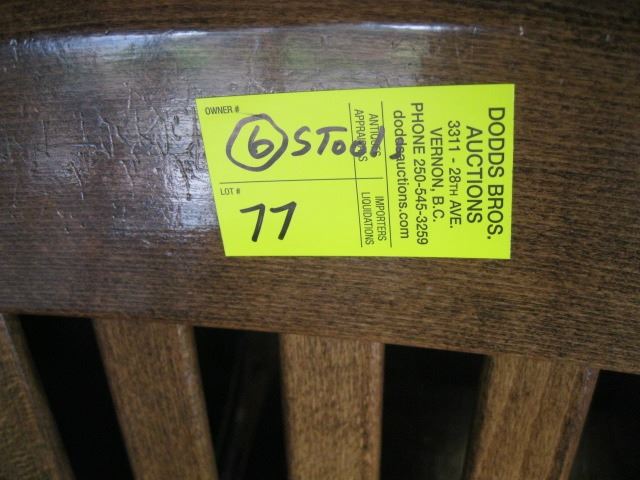 OWNER #
6 STools
LOT #
77
ANTIQUES
APPRAISALS
IMPORTERS
LIQUIDATIONS
DODDS BROS.
AUCTIONS
3311 - 28TH AVE.
VERNON, B.C.
PHONE 250-545-3259
doddsauctions.com